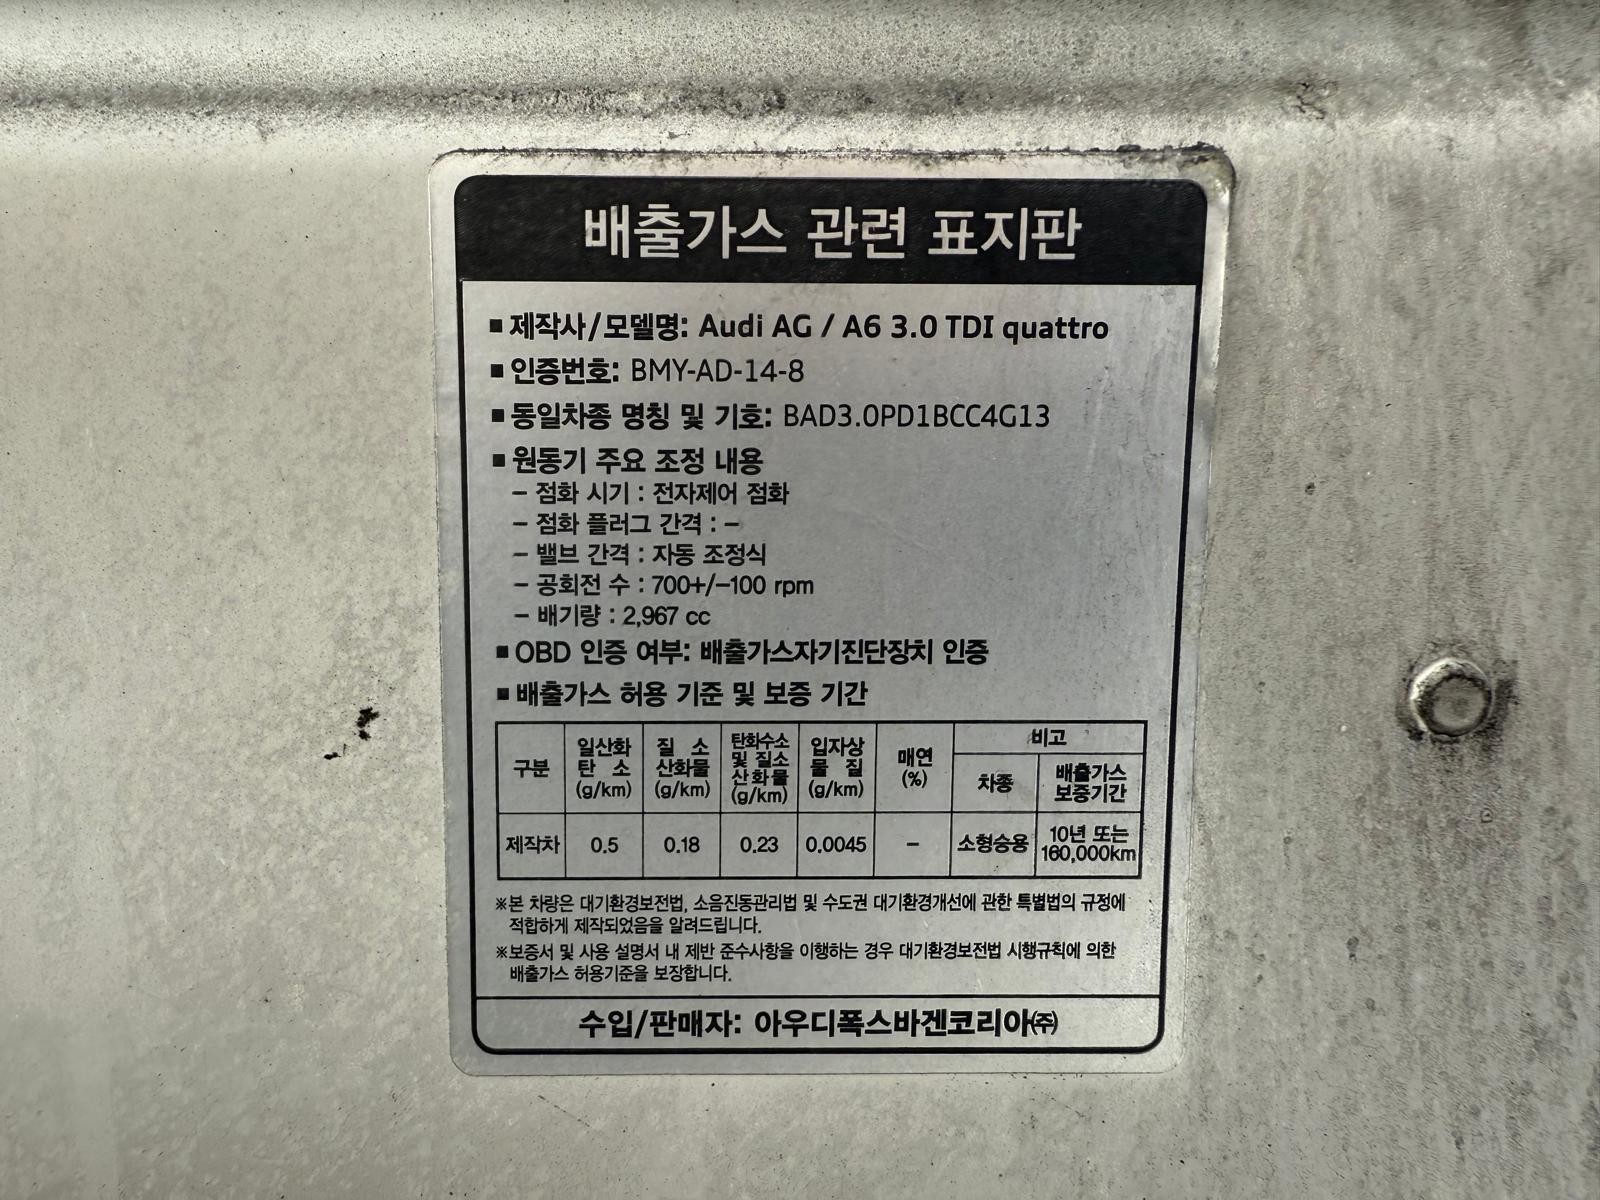 배출가스 관련 표지판
■ 제작사/모델명: Audi AG / A6 3.0 TDI quattro
■ 인증번호: BMY-AD-14-8
■ 동일차종 명칭 및 기호: BAD3.0PD1BCC4G13
■ 원동기 주요 조정 내용
– 점화 시기 : 전자제어 점화
– 점화 플러그 간격 : –
– 밸브 간격 : 자동 조정식
– 공회전 수 : 700+/–100 rpm
– 배기량 : 2,967 cc
■ OBD 인증 여부: 배출가스자기진단장치 인증
■ 배출가스 허용 기준 및 보증 기간
구분
일산화
탄 소
(g/km)
질 소
산화물
(g/km)
탄화수소
및 질소
산화물
(g/km)
입자상
물 질
(g/km)
매연
(%)
비고
차종
배출가스
보증기간
제작차 0.5 0.18 0.23 0.0045 – 소형승용 10년 또는
160,000km
※본 차량은 대기환경보전법, 소음진동관리법 및 수도권 대기환경개선에 관한 특별법의 규정에
적합하게 제작되었음을 알려드립니다.
※보증서 및 사용 설명서 내 제반 준수사항을 이행하는 경우 대기환경보전법 시행규칙에 의한
배출가스 허용기준을 보장합니다.
수입/판매자: 아우디폭스바겐코리아㈜